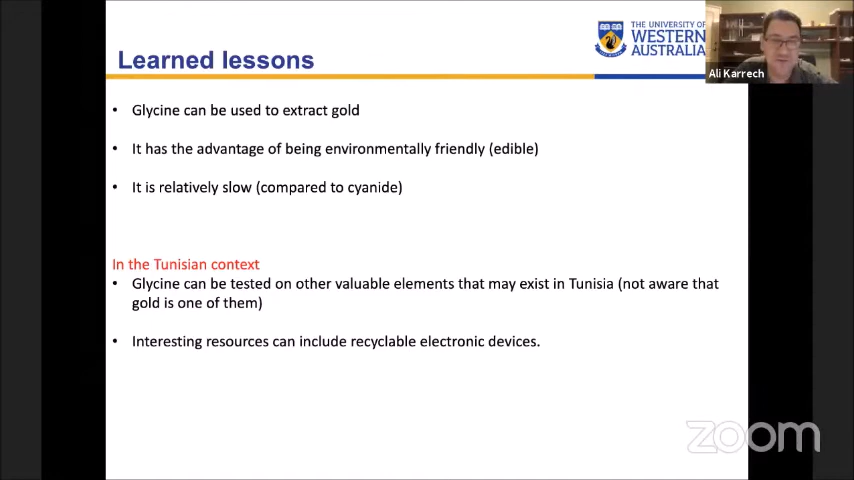 THE UNIVERSITY OF
WESTERN
AUSTRALIA
Ali Karrech
Learned lessons
• Glycine can be used to extract gold
• It has the advantage of being environmentally friendly (edible)
• It is relatively slow (compared to cyanide)
In the Tunisian context
• Glycine can be tested on other valuable elements that may exist in Tunisia (not aware that
gold is one of them)
• Interesting resources can include recyclable electronic devices.
zoom